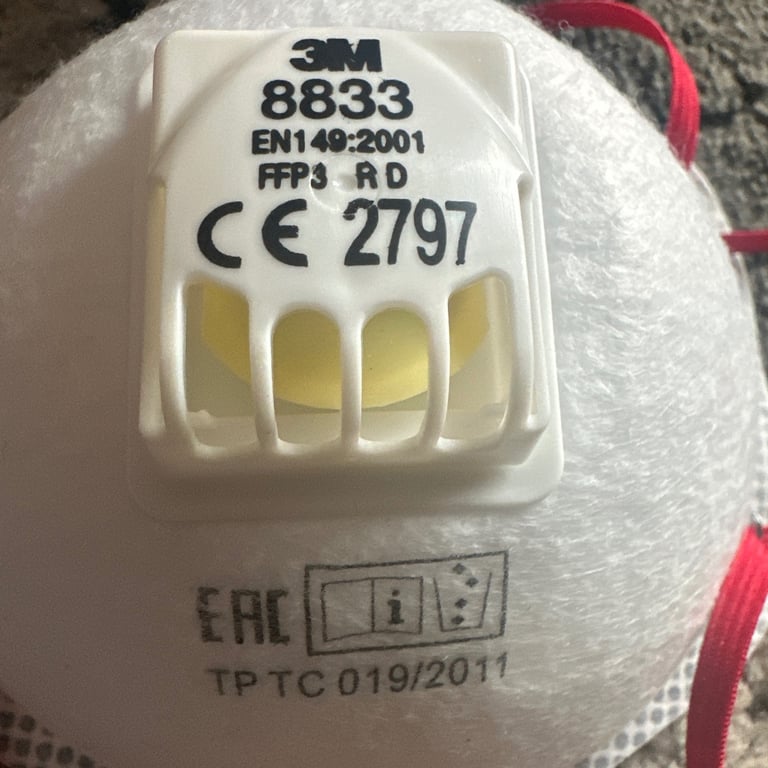 3M
8833
EN149:2001
FFP3 R D
CE 2797
EAC i
TP TC 019/2011